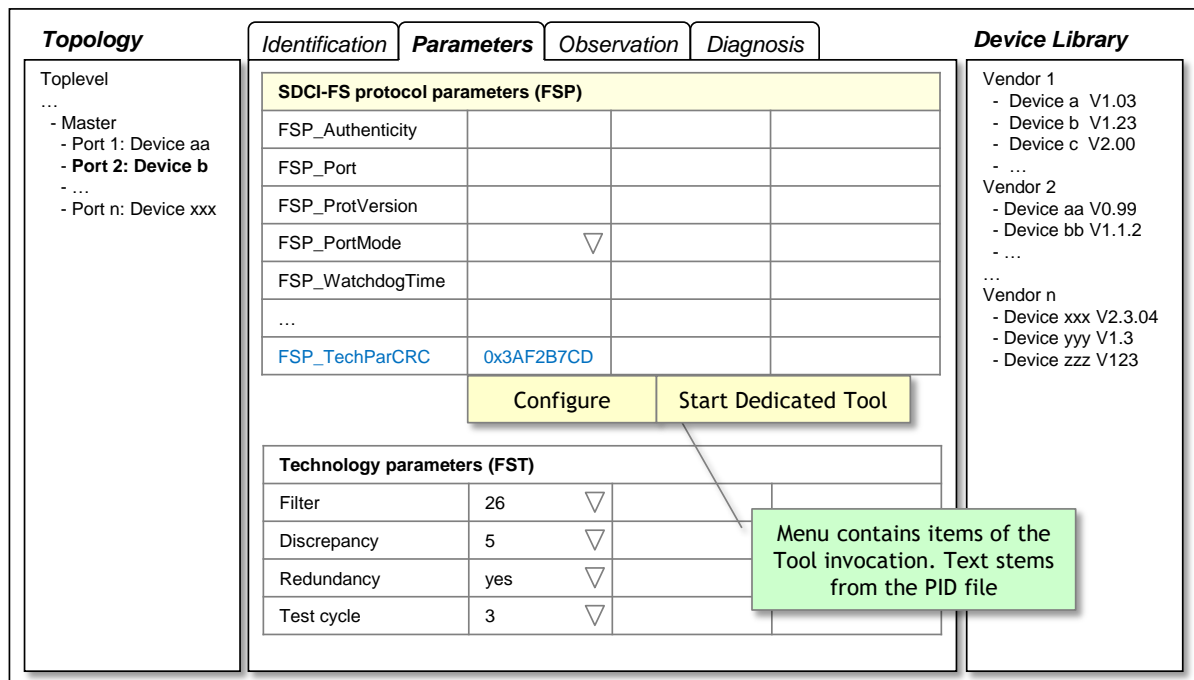 Topology
Toplevel
…
- Master
- Port 1: Device aa
- Port 2: Device b
- …
- Port n: Device xxx
Identification
Parameters
Observation
Diagnosis
SDCI-FS protocol parameters (FSP)
FSP_Authenticity
FSP_Port
FSP_ProtVersion
FSP_PortMode
FSP_WatchdogTime
…
FSP_TechParCRC 0x3AF2B7CD
Configure
Start Dedicated Tool
Technology parameters (FST)
Filter 26
Discrepancy 5
Redundancy yes
Test cycle 3
Menu contains items of the
Tool invocation. Text stems
from the PID file
Device Library
Vendor 1
- Device a V1.03
- Device b V1.23
- Device c V2.00
- …
Vendor 2
- Device aa V0.99
- Device bb V1.1.2
- …
…
Vendor n
- Device xxx V2.3.04
- Device yyy V1.3
- Device zzz V123